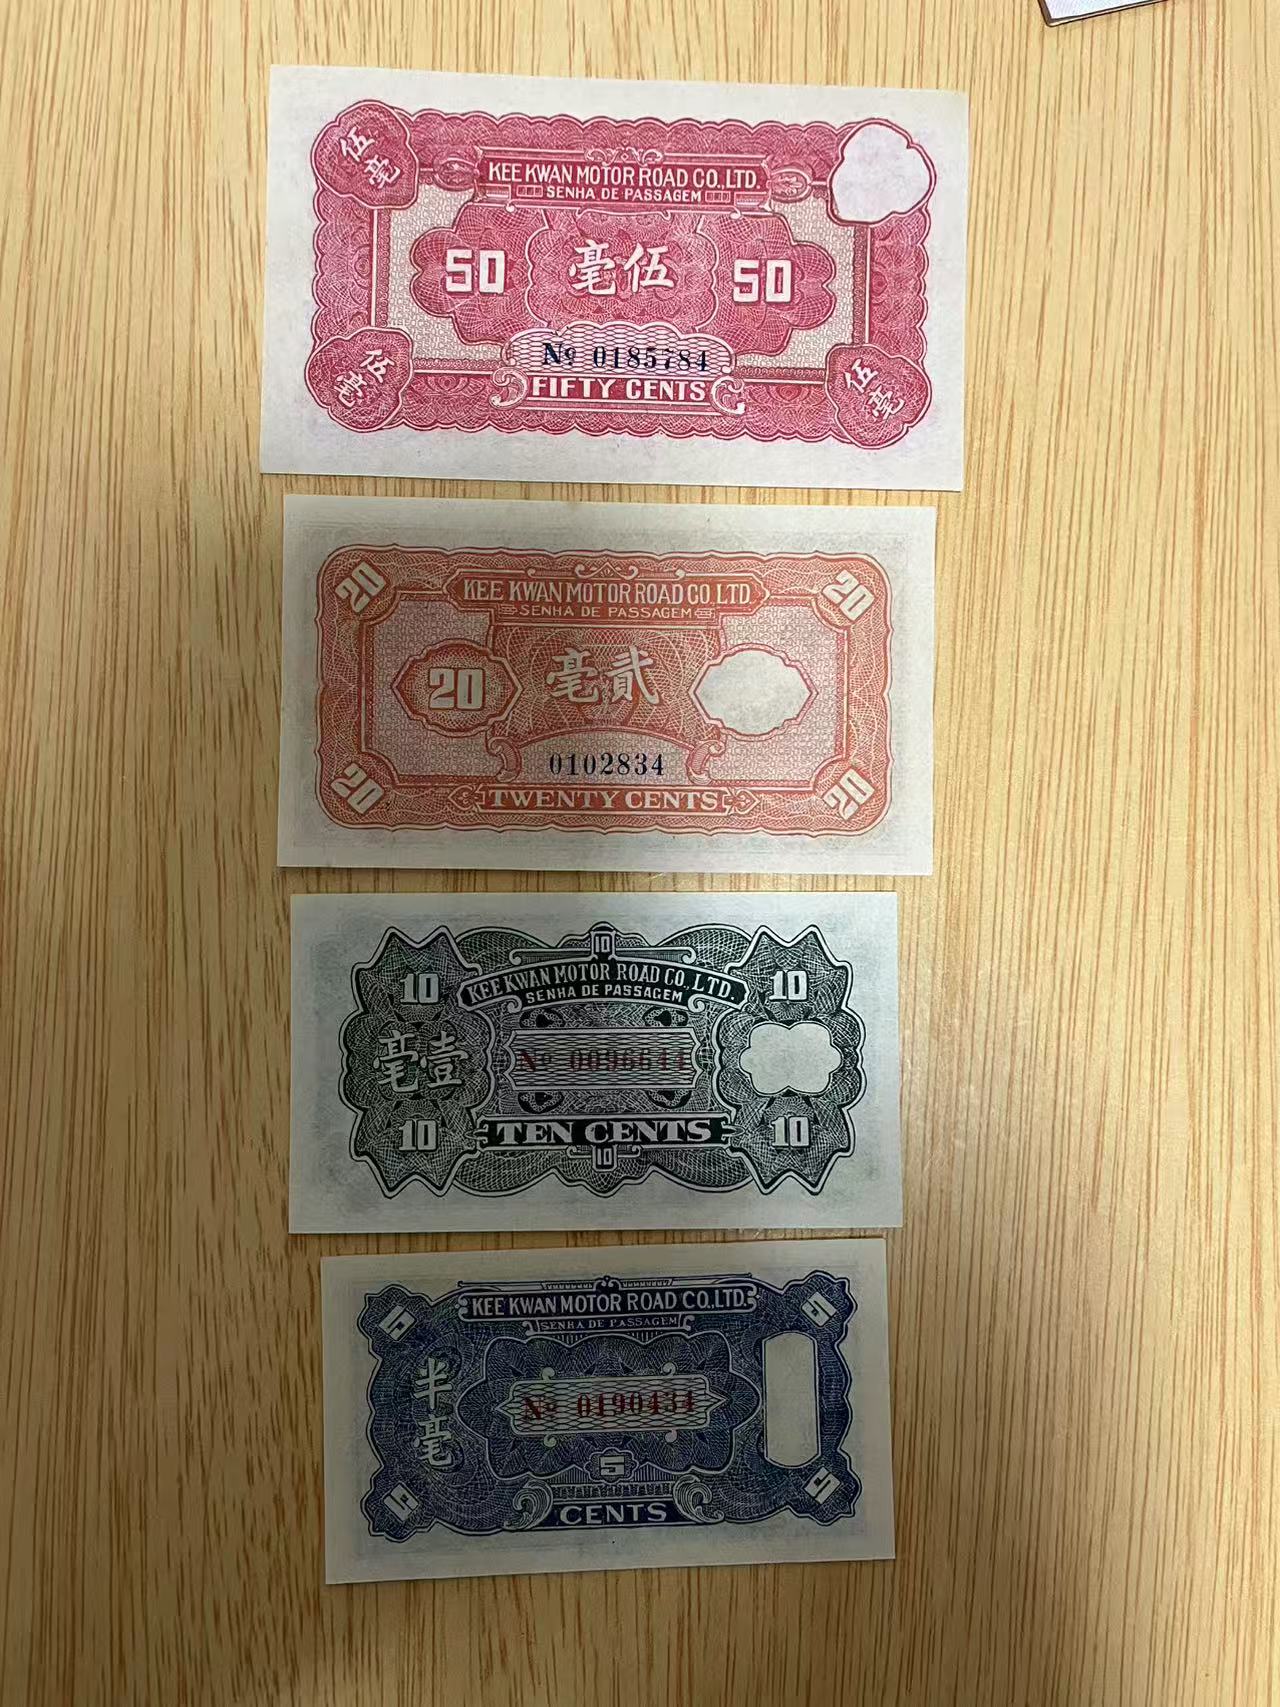 伍毫
KEE KWAN MOTOR ROAD CO., LTD.
SENHA DE PASSAGEM
50 毫伍 50
Nº 0185784
伍毫 FIFTY CENTS 伍毫
20 KEE KWAN MOTOR ROAD CO. LTD. 20
SENHA DE PASSAGEM
20 毫貳
0102834
20 TWENTY CENTS 20
10
10 KEE KWAN MOTOR ROAD CO., LTD. 10
SENHA DE PASSAGEM
毫壹 Nº 0096644
10 TEN CENTS 10
10
5 KEE KWAN MOTOR ROAD CO., LTD. 5
SENHA DE PASSAGEM
半毫 Nº 0190434
5
5 CENTS 5